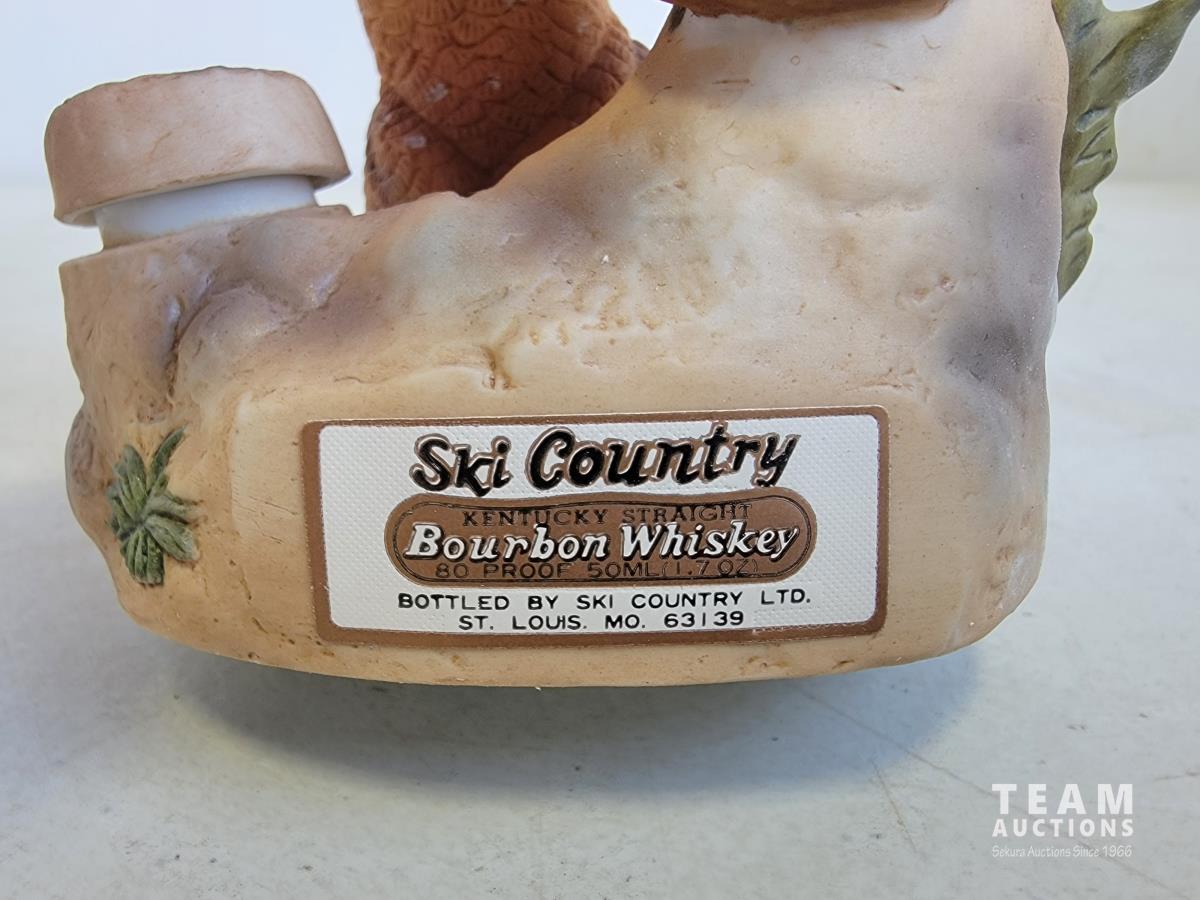 Ski Country
KENTUCKY STRAIGHT
Bourbon Whiskey
80 PROOF 50ML(1.7 OZ)
BOTTLED BY SKI COUNTRY LTD.
ST. LOUIS. MO. 63139
TEAM
AUCTIONS
Sekura Auctions Since 1966